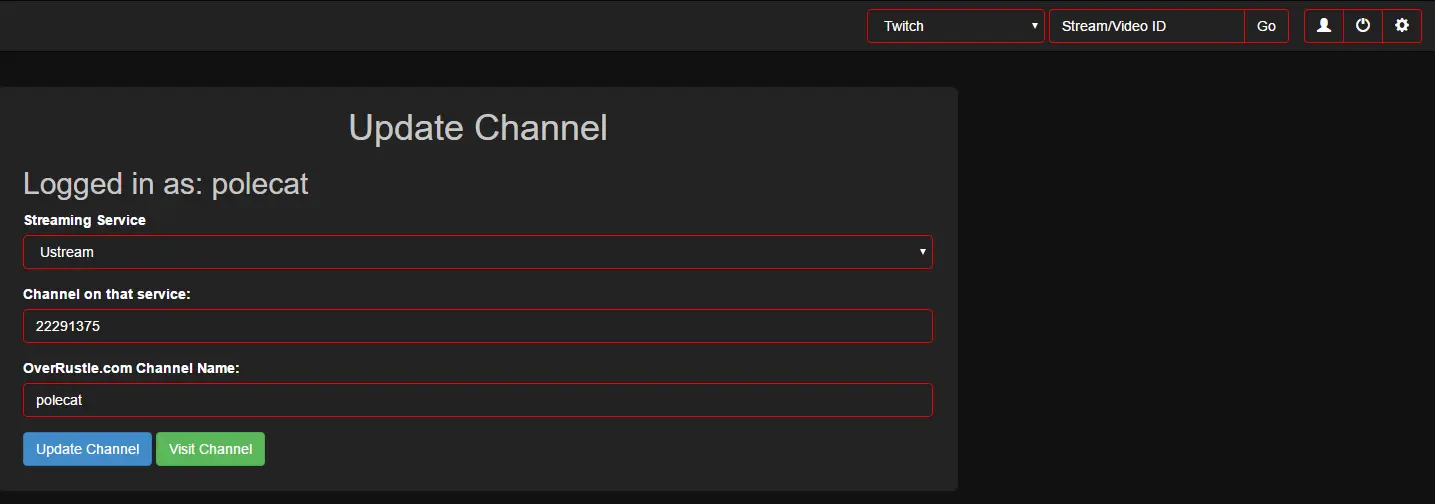 Twitch Stream/Video ID Go
Update Channel
Logged in as: polecat
Streaming Service
Ustream
Channel on that service:
22291375
OverRustle.com Channel Name:
polecat
Update Channel Visit Channel